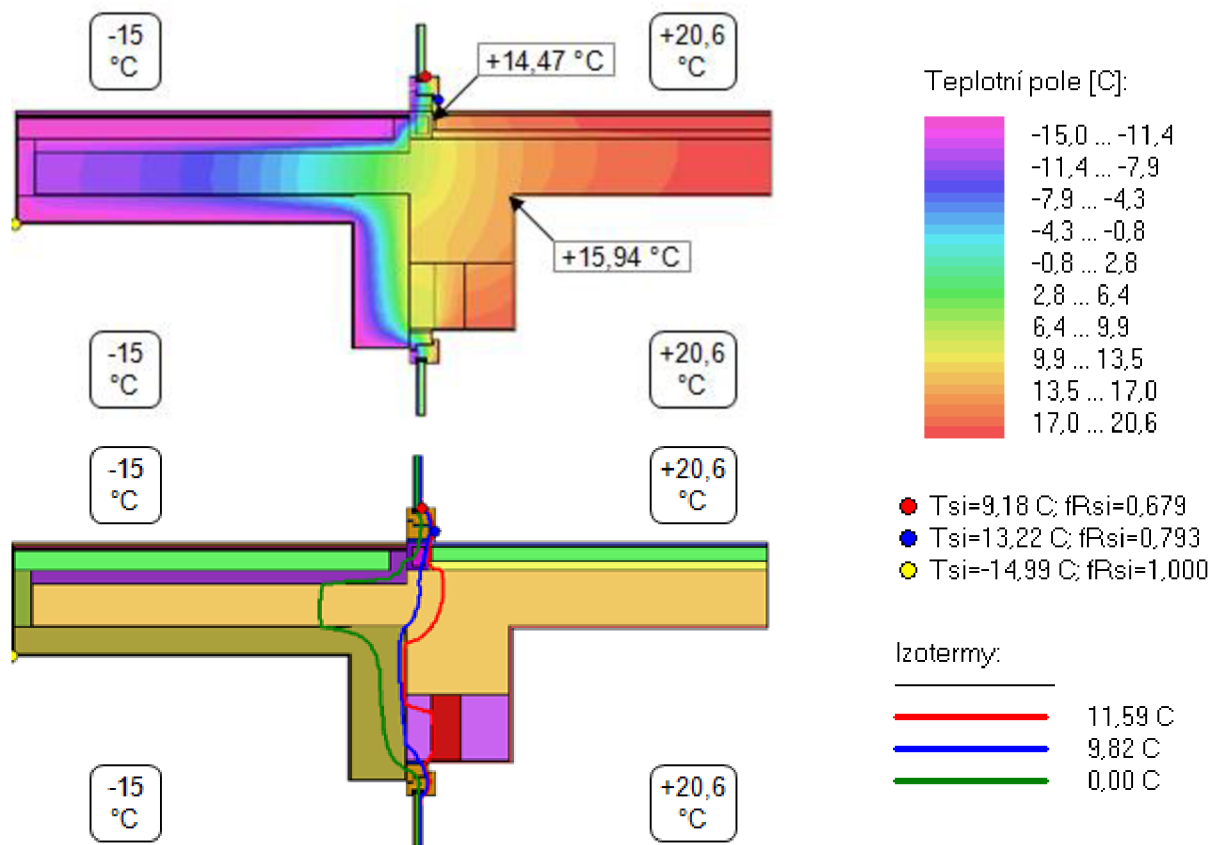 -15
°C
+20,6
°C
+14,47 °C
+15,94 °C
-15
°C
+20,6
°C
Teplotní pole [C]:
-15,0 ... -11,4
-11,4 ... -7,9
-7,9 ... -4,3
-4,3 ... -0,8
-0,8 ... 2,8
2,8 ... 6,4
6,4 ... 9,9
9,9 ... 13,5
13,5 ... 17,0
17,0 ... 20,6
-15
°C
+20,6
°C
-15
°C
+20,6
°C
Tsi=9,18 C; fRsi=0,679
Tsi=13,22 C; fRsi=0,793
Tsi=-14,99 C; fRsi=1,000
Izotermy:
11,59 C
9,82 C
0,00 C